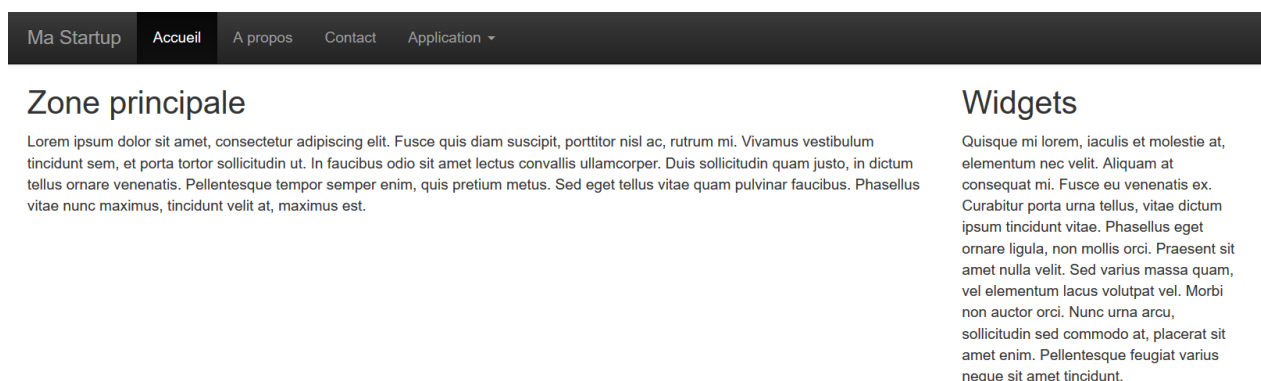 Ma Startup Accueil A propos Contact Application
Zone principale
Lorem ipsum dolor sit amet, consectetur adipiscing elit. Fusce quis diam suscipit, porttitor nisl ac, rutrum mi. Vivamus vestibulum
tincidunt sem, et porta tortor sollicitudin ut. In faucibus odio sit amet lectus convallis ullamcorper. Duis sollicitudin quam justo, in dictum
tellus ornare venenatis. Pellentesque tempor semper enim, quis pretium metus. Sed eget tellus vitae quam pulvinar faucibus. Phasellus
vitae nunc maximus, tincidunt velit at, maximus est.
Widgets
Quisque mi lorem, iaculis et molestie at,
elementum nec velit. Aliquam at
consequat mi. Fusce eu venenatis ex.
Curabitur porta urna tellus, vitae dictum
ipsum tincidunt vitae. Phasellus eget
ornare ligula, non mollis orci. Praesent sit
amet nulla velit. Sed varius massa quam,
vel elementum lacus volutpat vel. Morbi
non auctor orci. Nunc urna arcu,
sollicitudin sed commodo at, placerat sit
amet enim. Pellentesque feugiat varius
neque sit amet tincidunt.